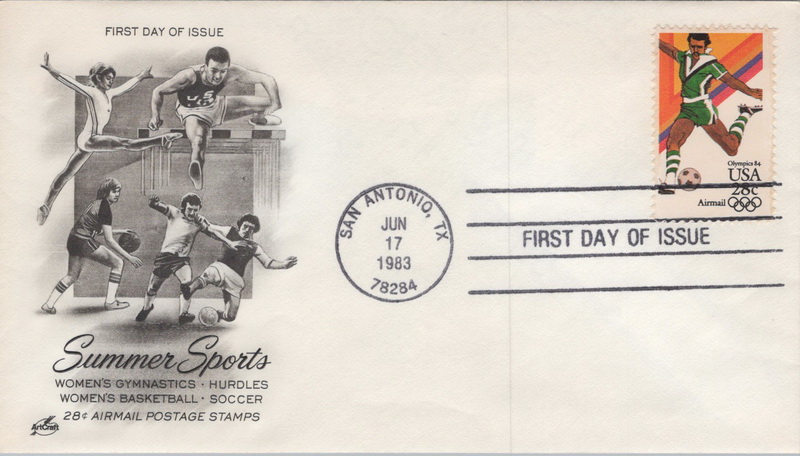 FIRST DAY OF ISSUE
U S
Summer Sports
WOMEN'S GYMNASTICS · HURDLES
WOMEN'S BASKETBALL · SOCCER
28¢ AIRMAIL POSTAGE STAMPS
ArtCraft
SAN ANTONIO, TX
JUN
17
1983
78284
FIRST DAY OF ISSUE
Olympics 84
USA
28c
Airmail